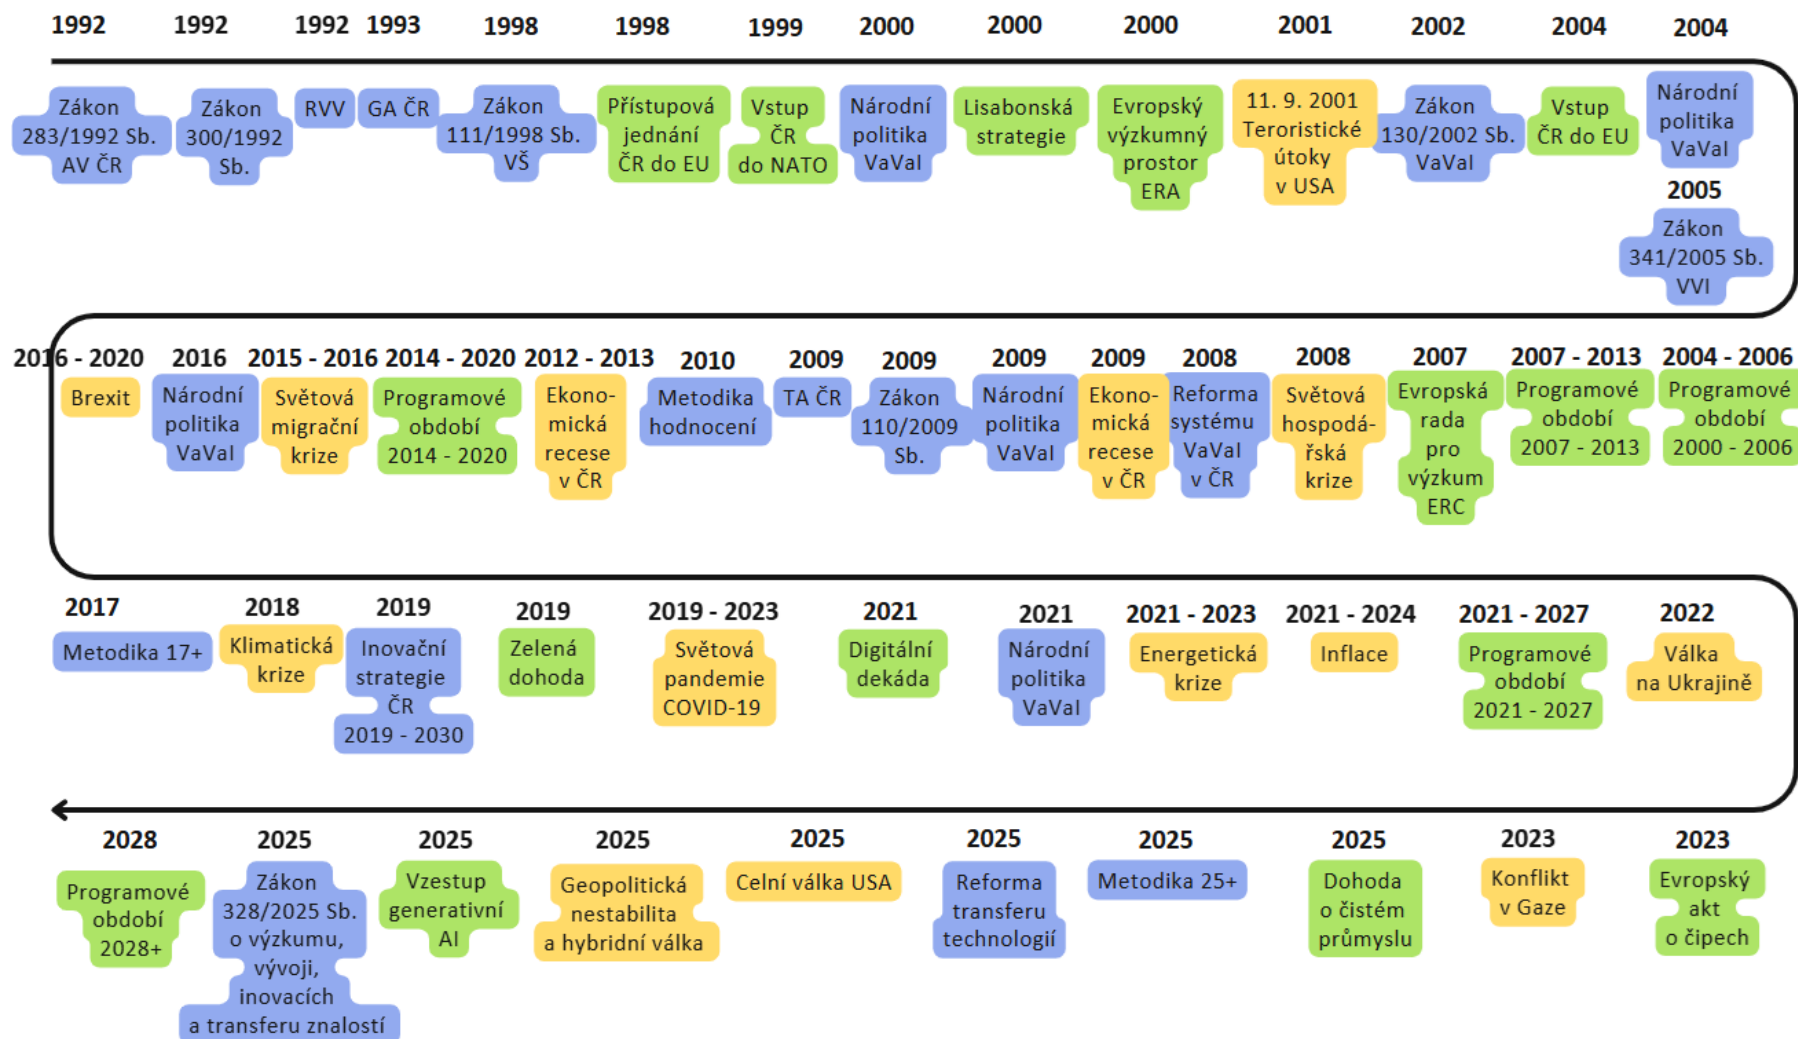 1992 1992 1992 1993 1998 1998 1999 2000 2000 2000 2001 2002 2004 2004
Zákon
283/1992 Sb.
AV ČR
Zákon
300/1992
Sb.
RVV
GA ČR
Zákon
111/1998 Sb.
VŠ
Přístupová
jednání
ČR do EU
Vstup
ČR
do NATO
Národní
politika
VaVaI
Lisabonská
strategie
Evropský
výzkumný
prostor
ERA
11. 9. 2001
Teroristické
útoky
v USA
Zákon
130/2002 Sb.
VaVaI
Vstup
ČR do EU
Národní
politika
VaVaI
2005
Zákon
341/2005 Sb.
VVI
2016 - 2020 2016 2015 - 2016 2014 - 2020 2012 - 2013 2010 2009 2009 2009 2009 2008 2008 2007 2007 - 2013 2004 - 2006
Brexit
Národní
politika
VaVaI
Světová
migrační
krize
Programové
období
2014 - 2020
Ekono-
mická
recese
v ČR
Metodika
hodnocení
TA ČR
Zákon
110/2009
Sb.
Národní
politika
VaVaI
Ekono-
mická
recese
v ČR
Reforma
systému
VaVaI
v ČR
Světová
hospodá-
řská
krize
Evropská
rada
pro
výzkum
ERC
Programové
období
2007 - 2013
Programové
období
2000 - 2006
2017 2018 2019 2019 2019 - 2023 2021 2021 2021 - 2023 2021 - 2024 2021 - 2027 2022
Metodika 17+
Klimatická
krize
Inovační
strategie
ČR
2019 - 2030
Zelená
dohoda
Světová
pandemie
COVID-19
Digitální
dekáda
Národní
politika
VaVaI
Energetická
krize
Inflace
Programové
období
2021 - 2027
Válka
na Ukrajině
2028 2025 2025 2025 2025 2025 2025 2025 2023 2023
Programové
období
2028+
Zákon
328/2025 Sb.
o výzkumu,
vývoji,
inovacích
a transferu znalostí
Vzestup
generativní
AI
Geopolitická
nestabilita
a hybridní válka
Celní válka USA
Reforma
transferu
technologií
Metodika 25+
Dohoda
o čistém
průmyslu
Konflikt
v Gaze
Evropský
akt
o čipech